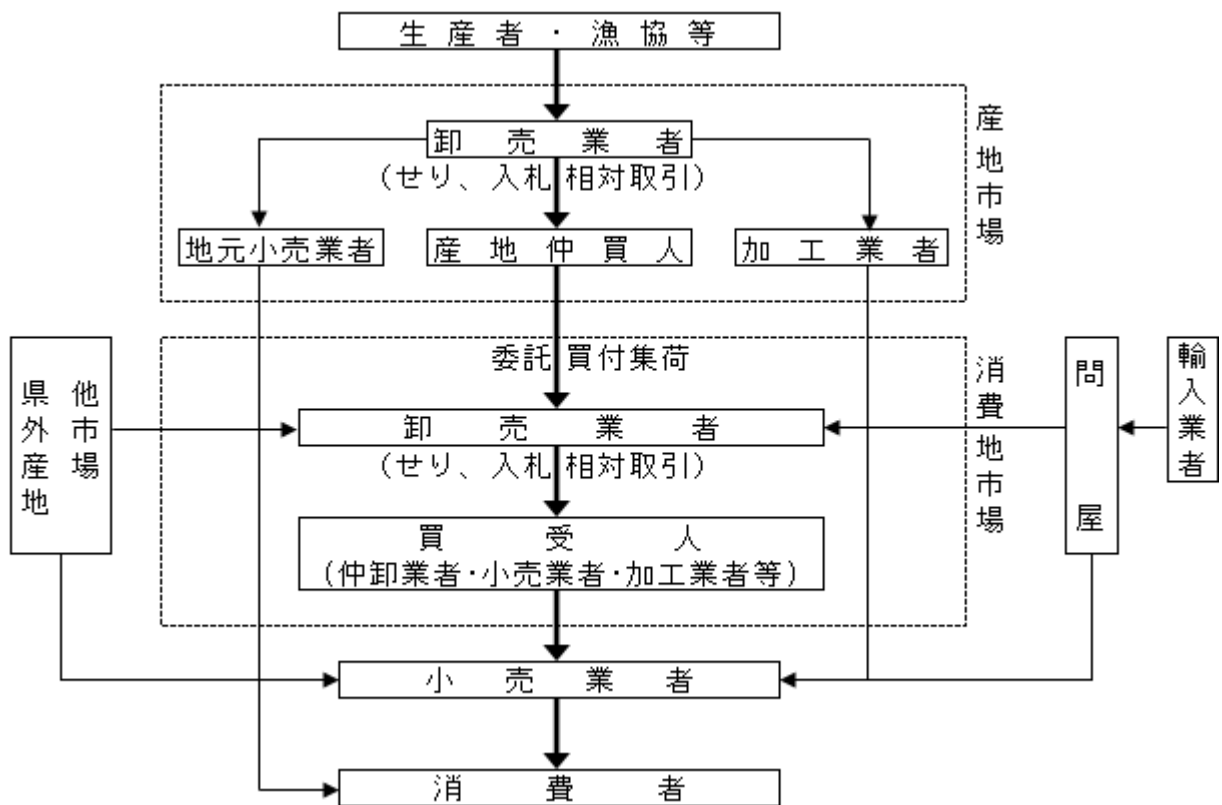 生産者・漁協等
卸売業者
(せり、入札 相対取引)
産地市場
地元小売業者
産地仲買人
加工業者
委託 買付集荷
消費地市場
他市場
県外産地
問屋
輸入業者
卸売業者
(せり、入札 相対取引)
買受人
(仲卸業者・小売業者・加工業者等)
小売業者
消費者